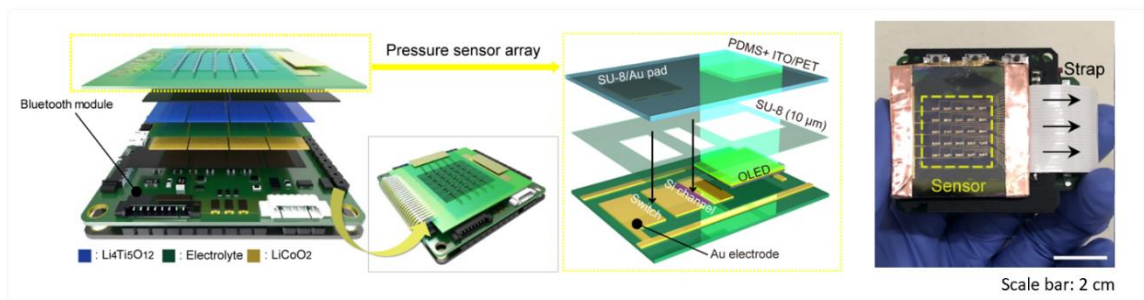 Pressure sensor array
Bluetooth module
: Li4Ti5O12
: Electrolyte
: LiCoO2
PDMS+ ITO/PET
SU-8/Au pad
SU-8 (10 μm)
OLED
Si channel
Switch
Au electrode
Strap
Sensor
Scale bar: 2 cm